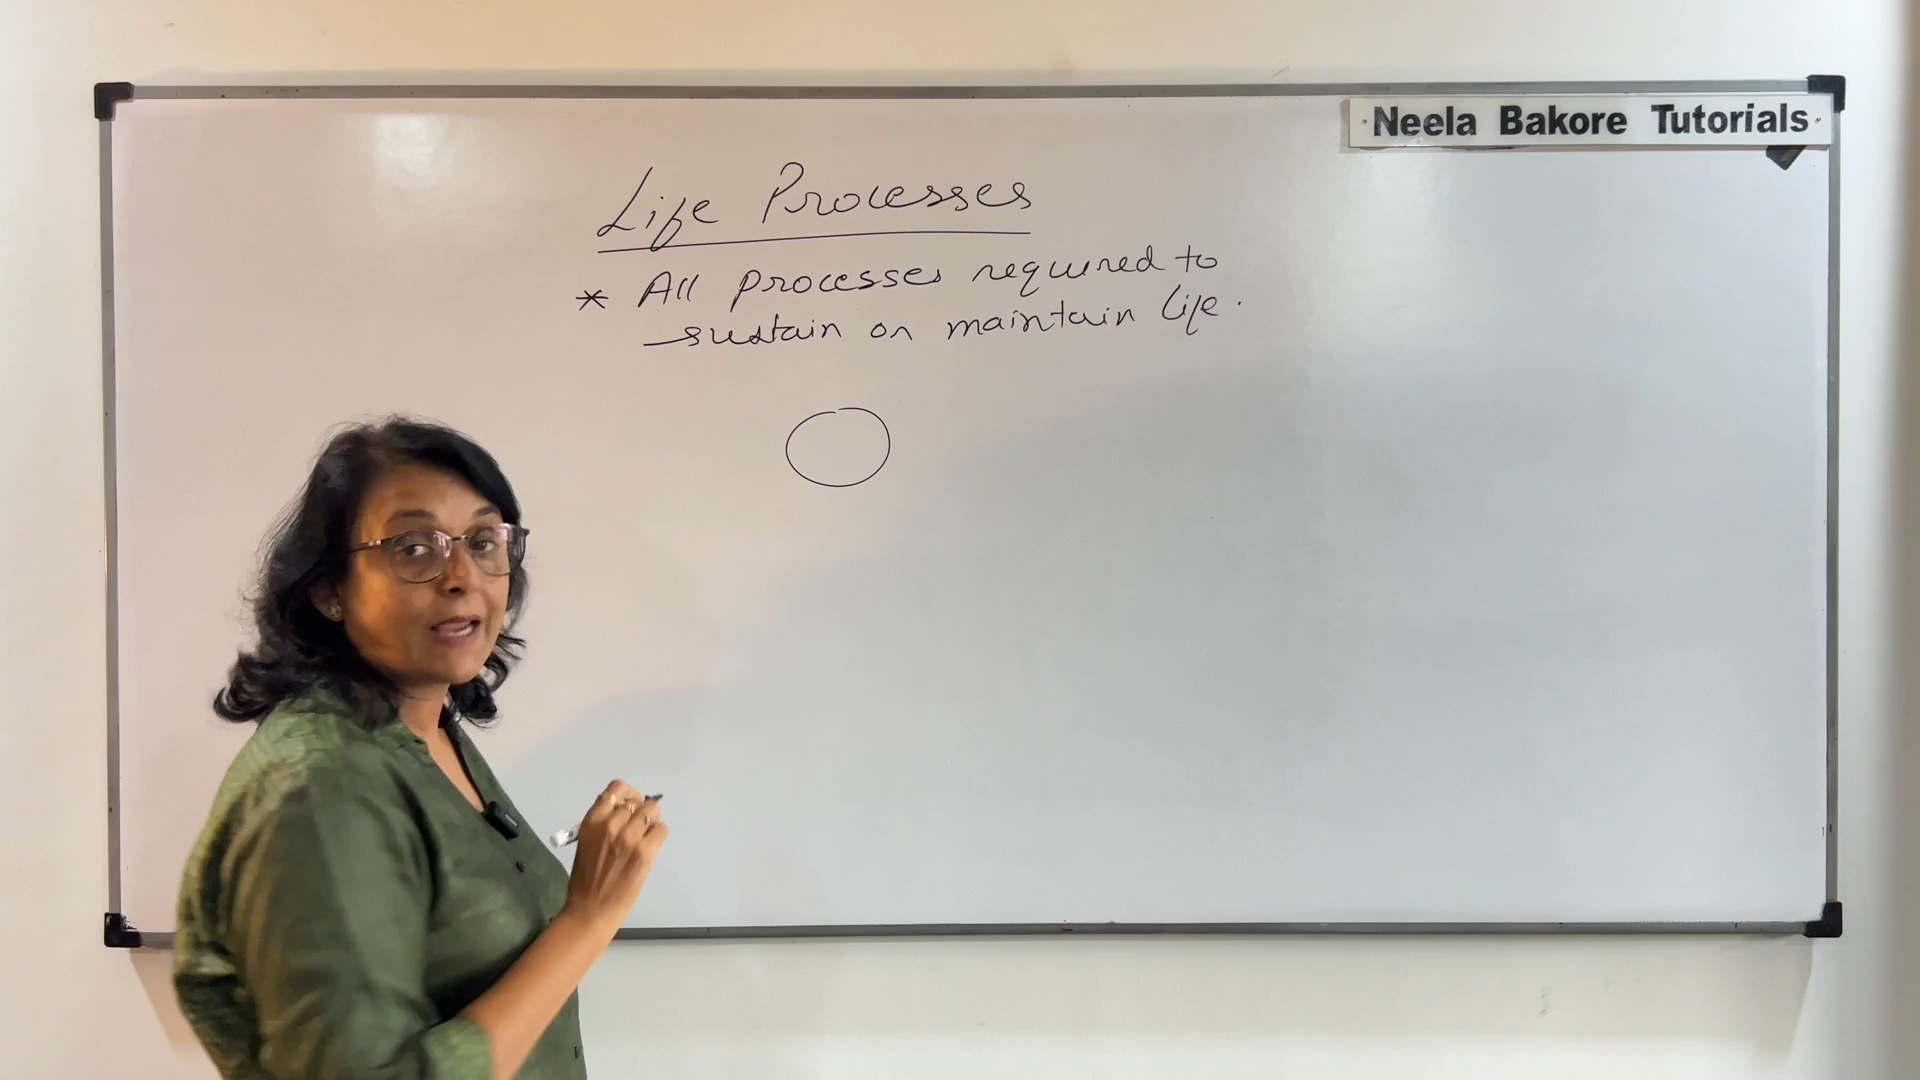 Neela Bakore Tutorials
Life Processes
* All processes required to
sustain or maintain life.